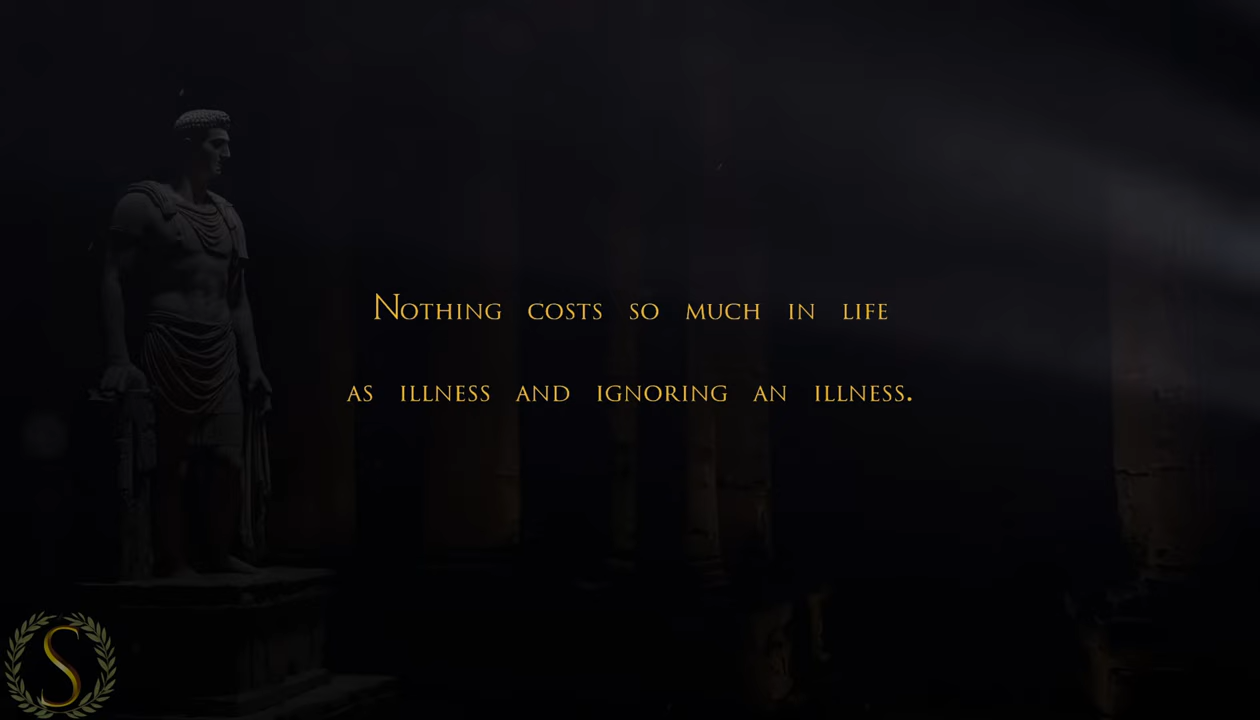 Nothing costs so much in life
as illness and ignoring an illness.
S